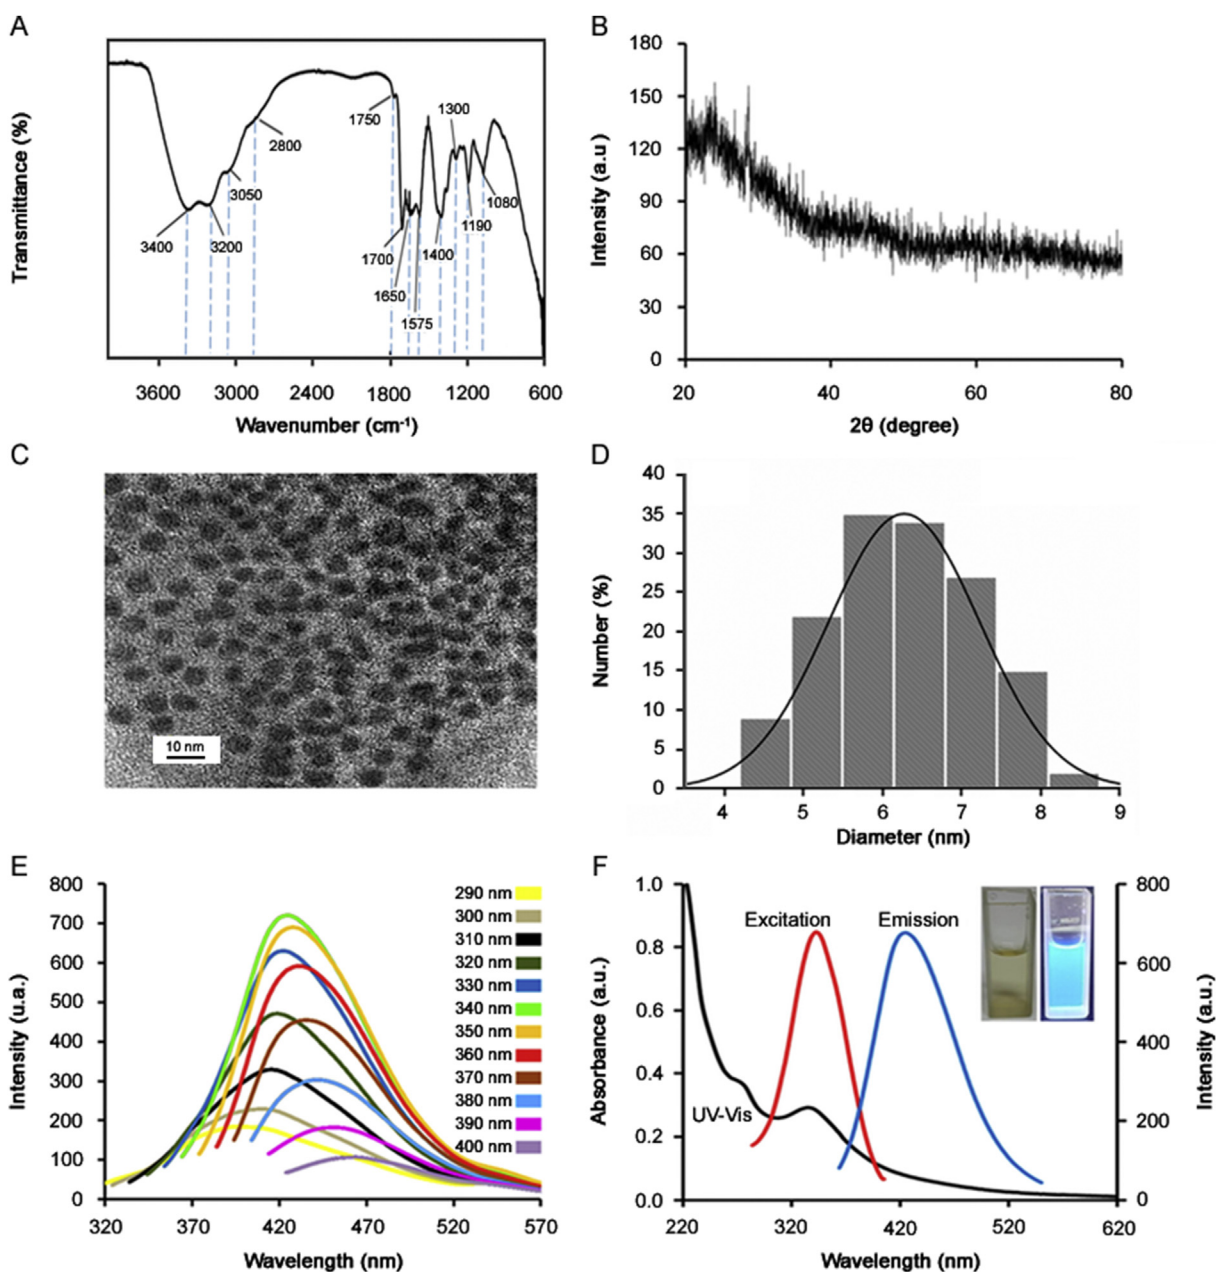 A
Transmittance (%)
1750
1300
2800
3050
3400
3200
1700
1650
1575
1400
1190
1080
3600
3000
2400
1800
1200
600
Wavenumber (cm-1)
B
Intensity (a.u)
180
150
120
90
60
30
0
20
40
60
80
2θ (degree)
C
10 nm
D
Number (%)
40
35
30
25
20
15
10
5
0
4
5
6
7
8
9
Diameter (nm)
E
Intensity (u.a.)
800
700
600
500
400
300
200
100
0
290 nm
300 nm
310 nm
320 nm
330 nm
340 nm
350 nm
360 nm
370 nm
380 nm
390 nm
400 nm
320
370
420
470
520
570
Wavelength (nm)
F
Absorbance (a.u.)
1.0
0.8
0.6
0.4
0.2
0.0
Excitation
Emission
UV-Vis
800
600
400
200
0
Intensity (a.u.)
220
320
420
520
620
Wavelength (nm)